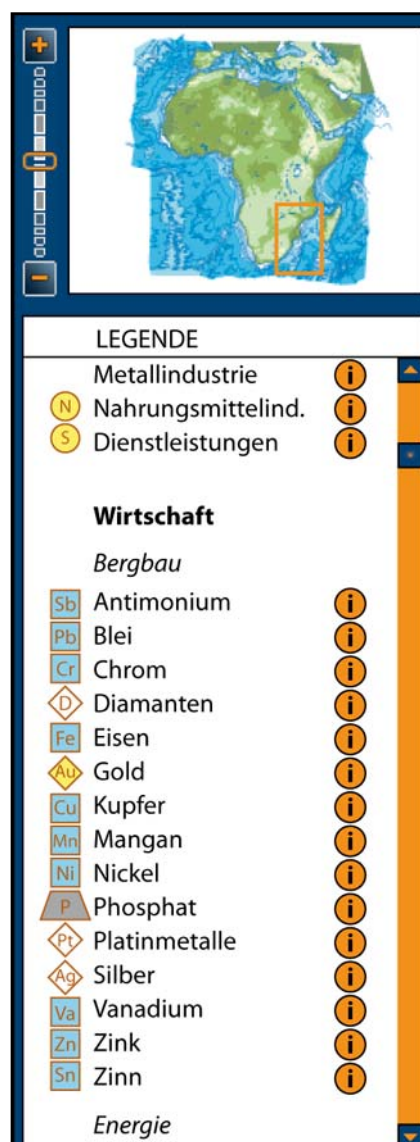 +
−
LEGENDE
Metallindustrie i
N Nahrungsmittelind. i
S Dienstleistungen i
Wirtschaft
Bergbau
Sb Antimonium i
Pb Blei i
Cr Chrom i
D Diamanten i
Fe Eisen i
Au Gold i
Cu Kupfer i
Mn Mangan i
Ni Nickel i
P Phosphat i
Pt Platinmetalle i
Ag Silber i
Va Vanadium i
Zn Zink i
Sn Zinn i
Energie